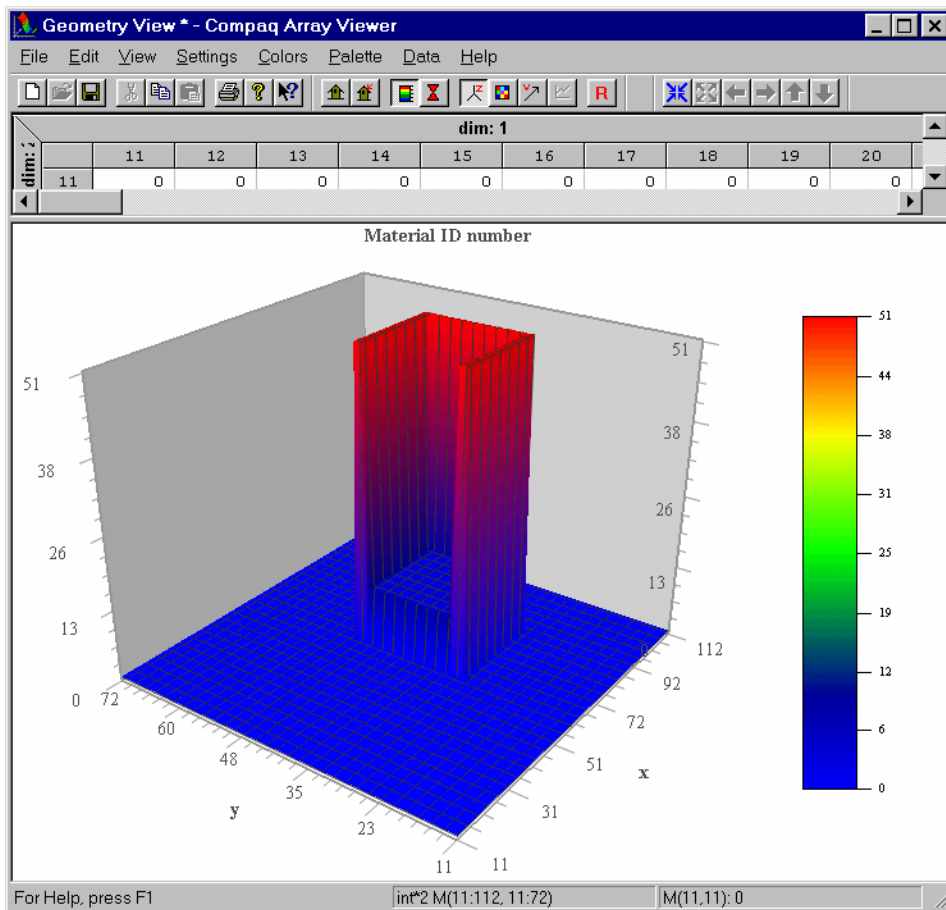 Geometry View * - Compaq Array Viewer
File Edit View Settings Colors Palette Data Help
R
dim: 1
11 12 13 14 15 16 17 18 19 20
11 0 0 0 0 0 0 0 0 0 0
Material ID number
51
38
26
13
0
51
38
26
13
0
72
60
48
35
23
11
y
112
92
72
51
31
11
x
51
44
38
31
25
19
12
6
0
For Help, press F1
int*2 M(11:112, 11:72)
M(11,11): 0